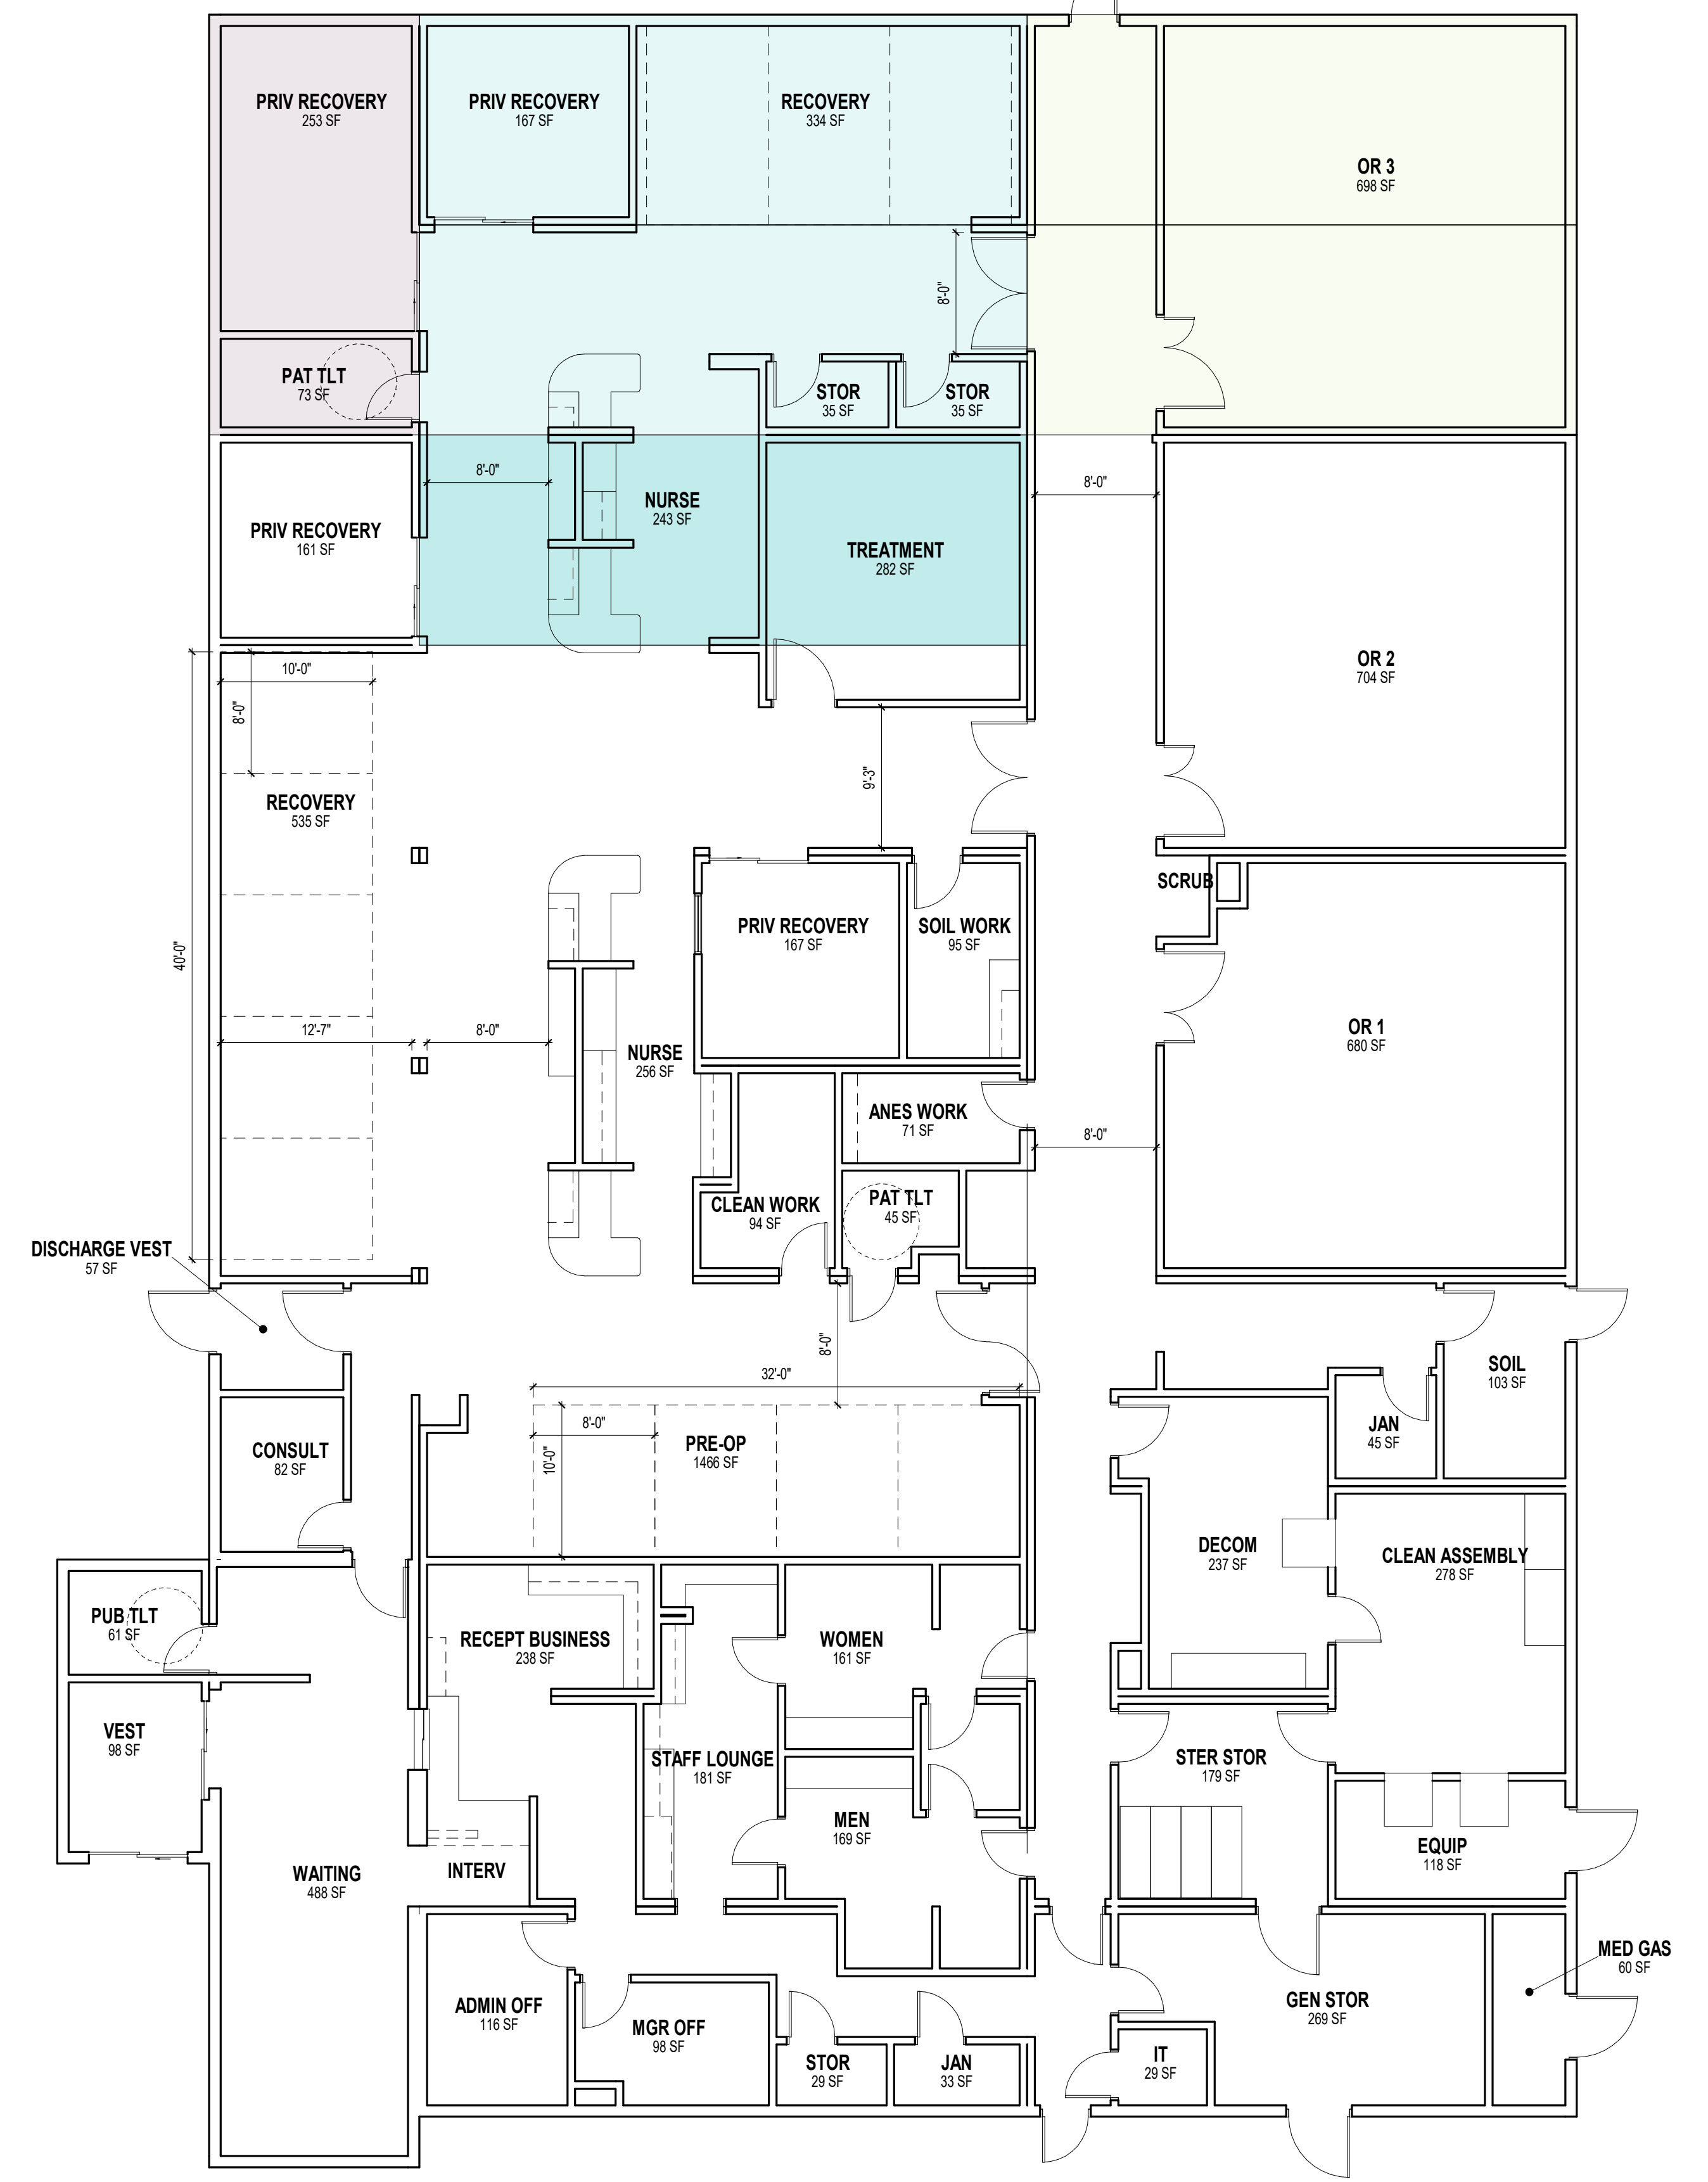 PRIV RECOVERY
253 SF
PRIV RECOVERY
167 SF
RECOVERY
334 SF
OR 3
698 SF
8'-0"
PAT TLT
73 SF
STOR
35 SF
STOR
35 SF
8'-0"
NURSE
243 SF
8'-0"
PRIV RECOVERY
161 SF
TREATMENT
282 SF
10'-0"
8'-0"
OR 2
704 SF
9'-3"
RECOVERY
535 SF
SCRUB
PRIV RECOVERY
167 SF
SOIL WORK
95 SF
40'-0"
12'-7"
8'-0"
OR 1
680 SF
NURSE
256 SF
ANES WORK
71 SF
8'-0"
CLEAN WORK
94 SF
PAT TLT
45 SF
DISCHARGE VEST
57 SF
8'-0"
32'-0"
SOIL
103 SF
8'-0"
10'-0"
PRE-OP
1466 SF
JAN
45 SF
CONSULT
82 SF
DECOM
237 SF
CLEAN ASSEMBLY
278 SF
PUB TLT
61 SF
RECEPT BUSINESS
238 SF
WOMEN
161 SF
VEST
98 SF
STAFF LOUNGE
181 SF
STER STOR
179 SF
MEN
169 SF
EQUIP
118 SF
WAITING
488 SF
INTERV
MED GAS
60 SF
ADMIN OFF
116 SF
MGR OFF
98 SF
GEN STOR
269 SF
STOR
29 SF
JAN
33 SF
IT
29 SF